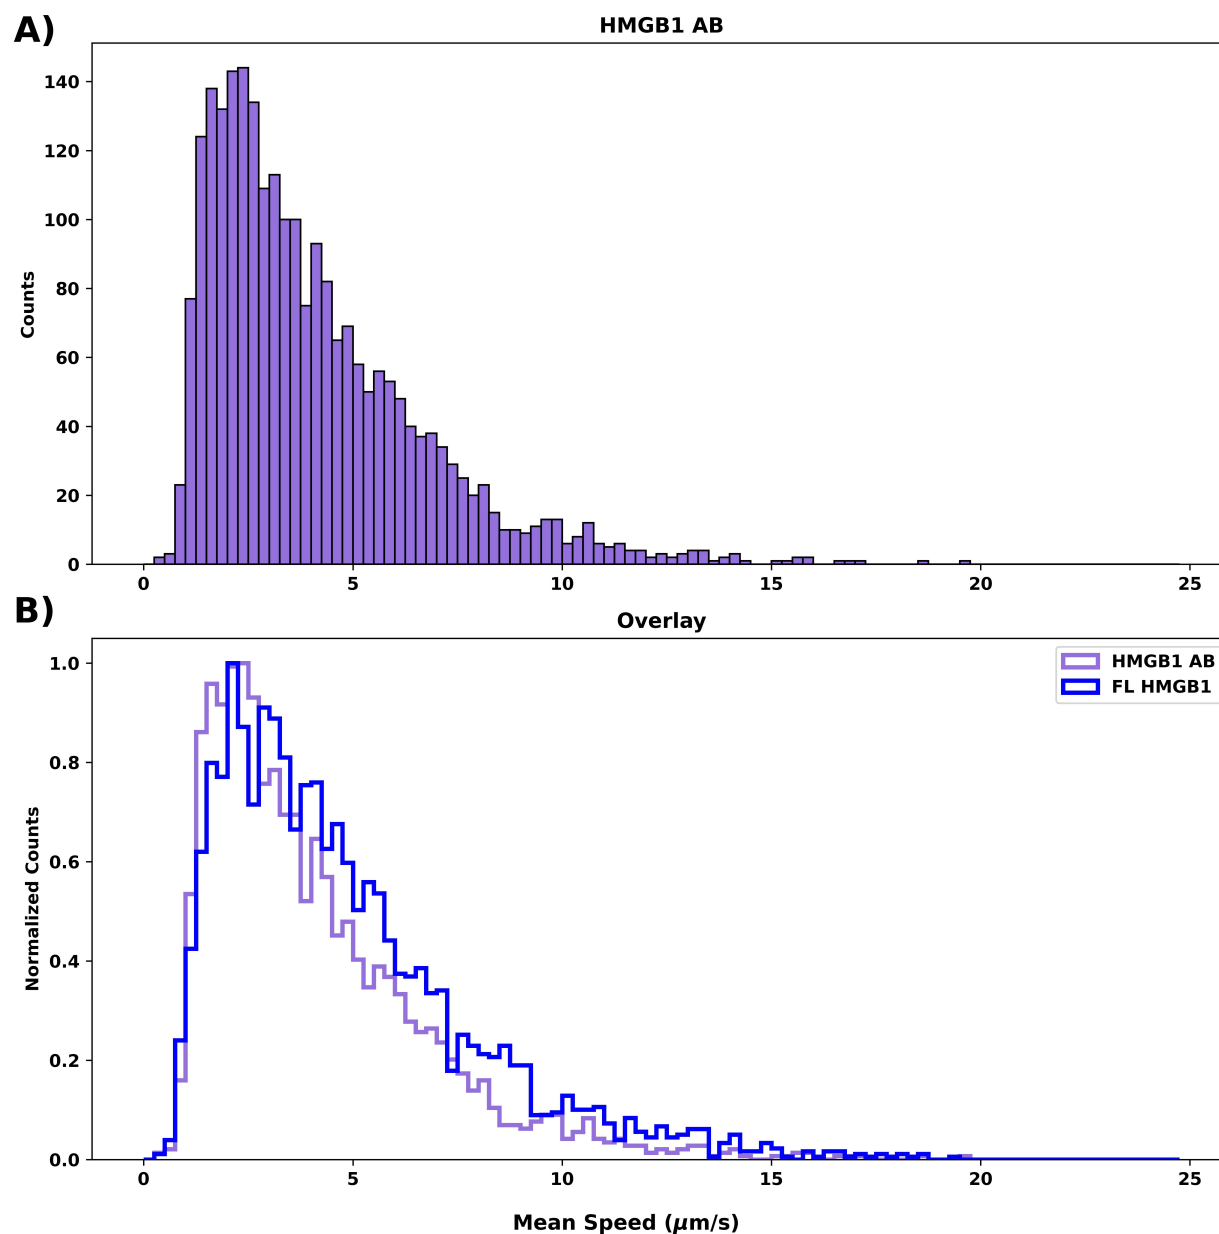 A)
HMGB1 AB
140
120
100
80
60
40
20
0
Counts
0 5 10 15 20 25
B)
Overlay
HMGB1 AB
FL HMGB1
1.0
0.8
0.6
0.4
0.2
0.0
Normalized Counts
0 5 10 15 20 25
Mean Speed (μm/s)